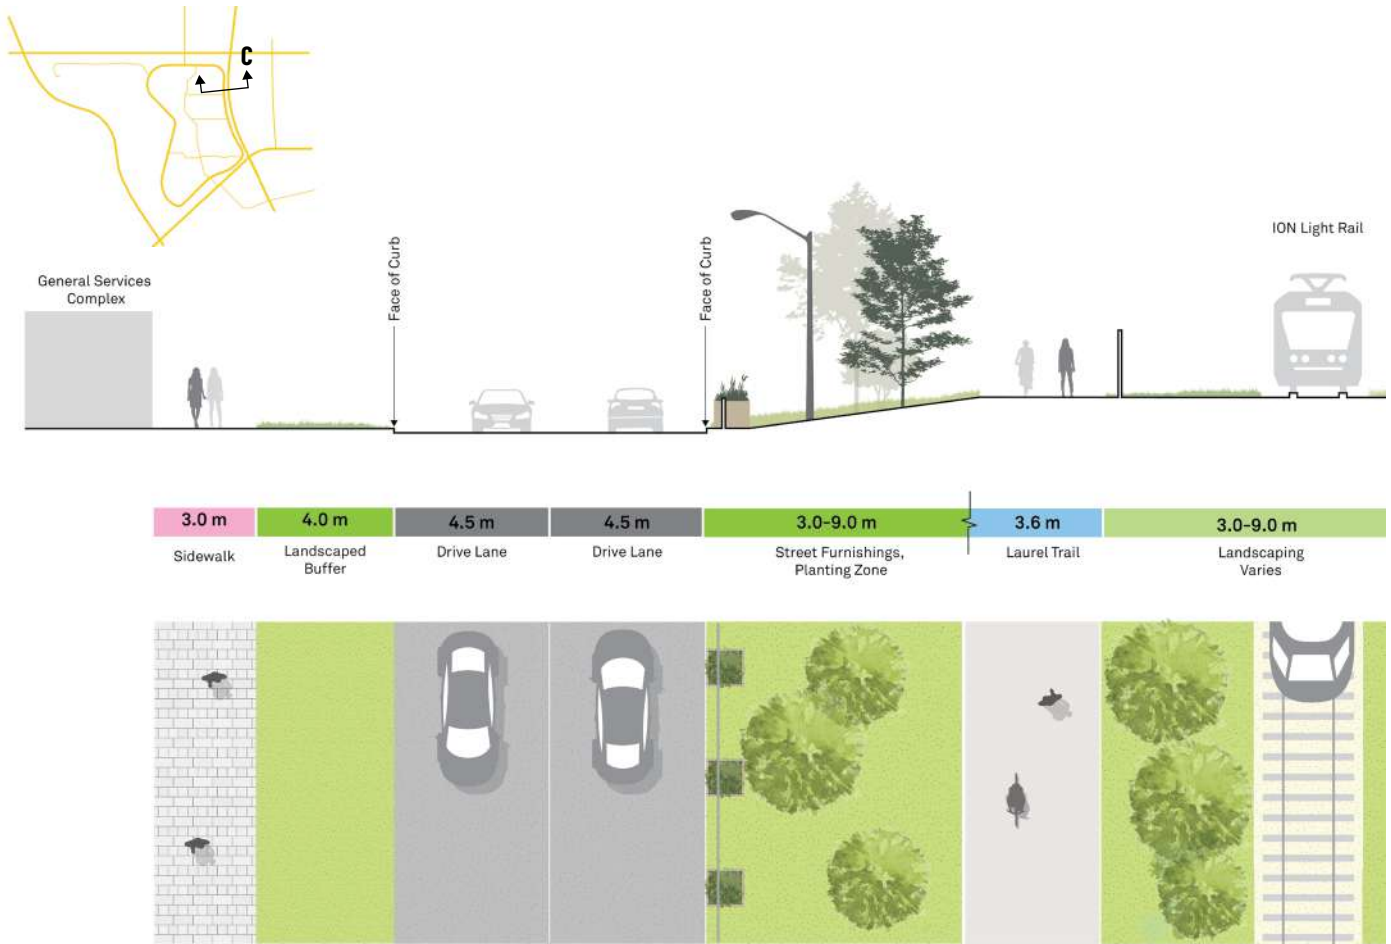 C
ION Light Rail
General Services
Complex
Face of Curb
Face of Curb
3.0 m
4.0 m
4.5 m
4.5 m
3.0-9.0 m
3.6 m
3.0-9.0 m
Sidewalk
Landscaped
Buffer
Drive Lane
Drive Lane
Street Furnishings,
Planting Zone
Laurel Trail
Landscaping
Varies